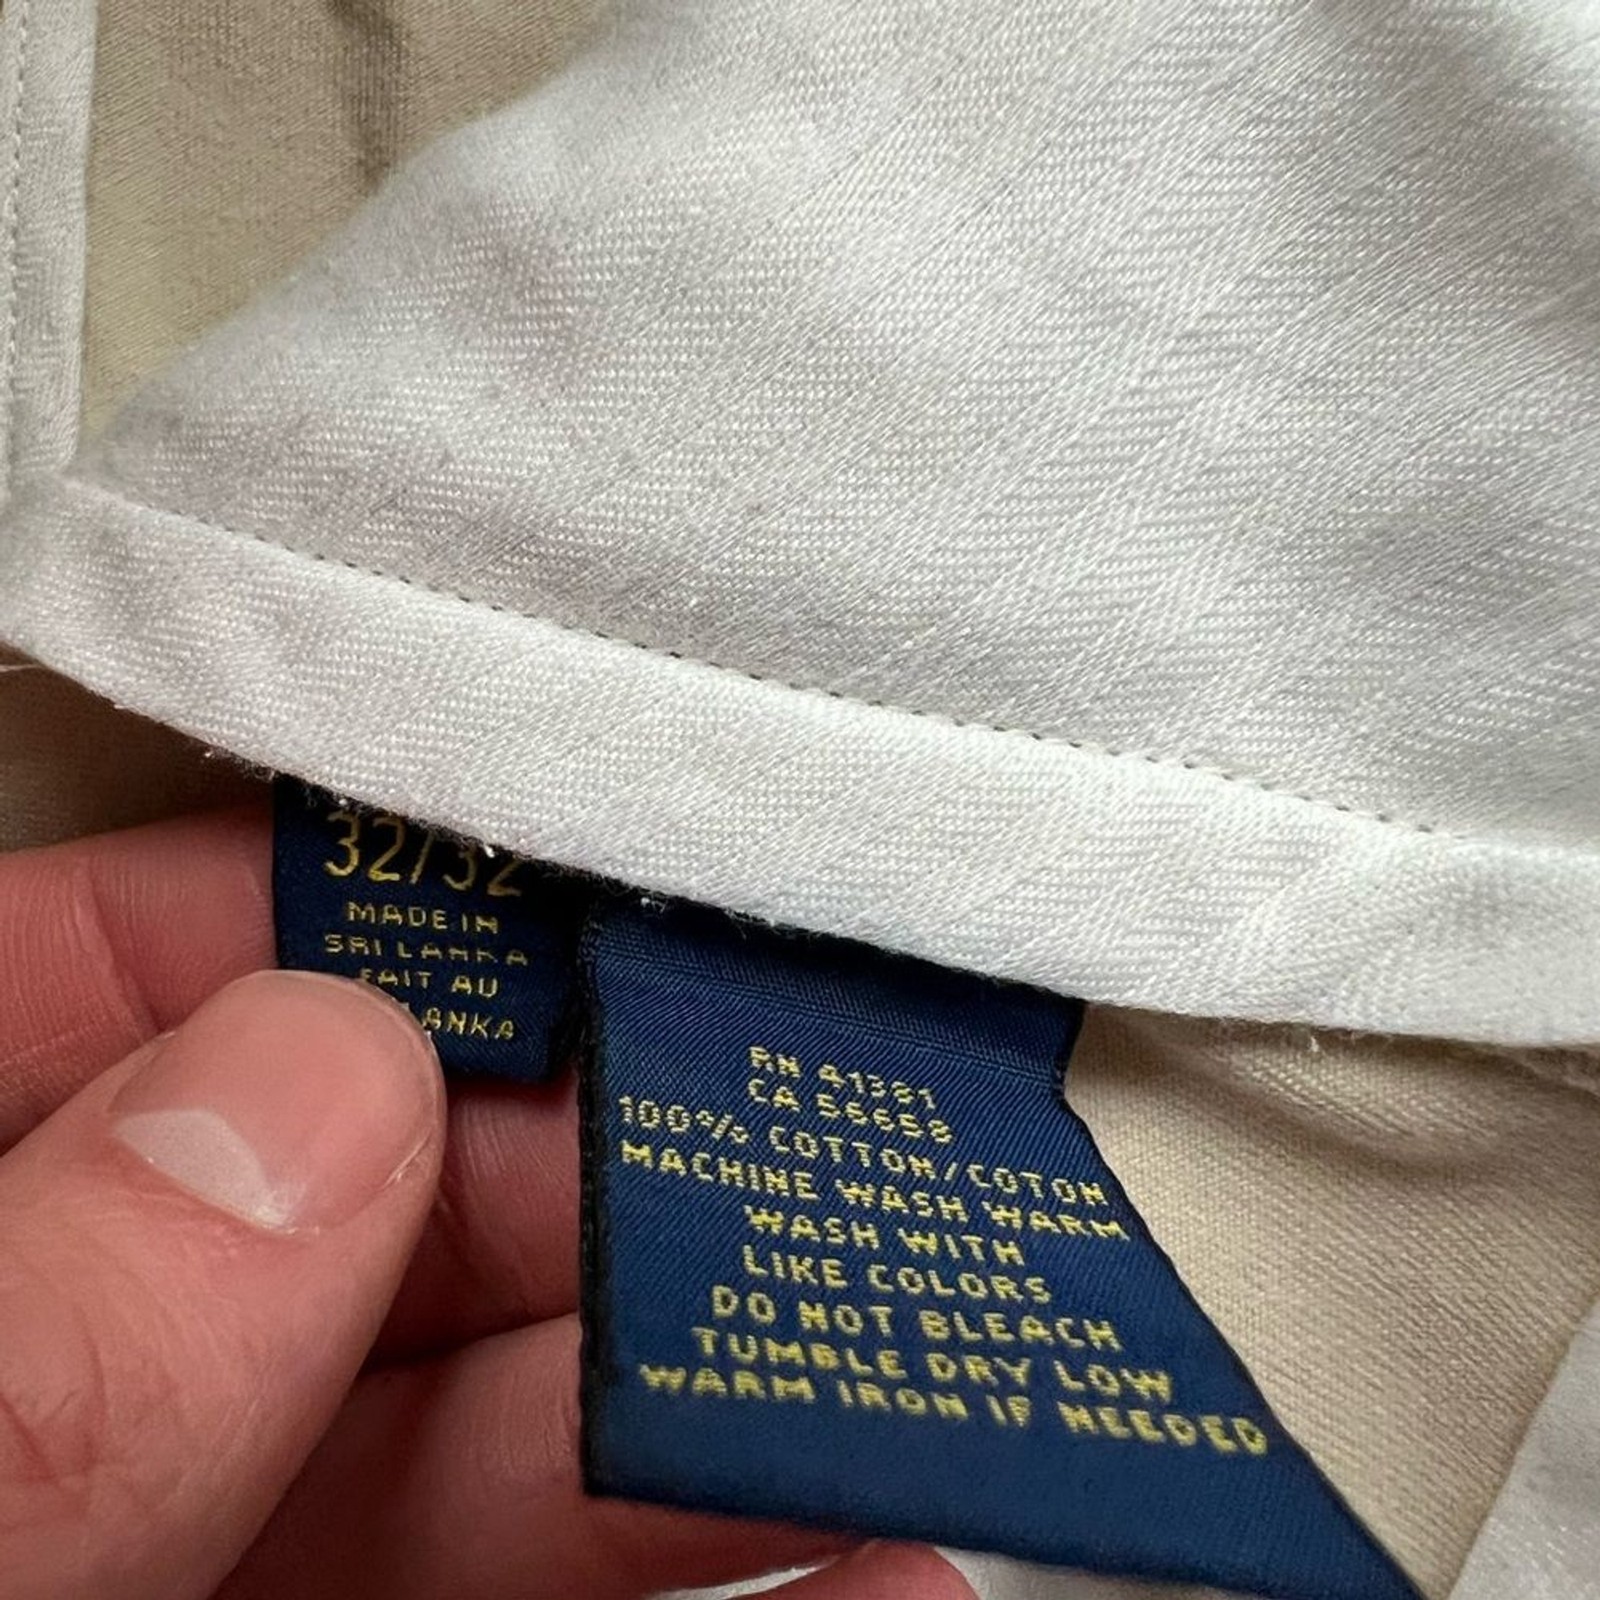 32/32
MADE IN
SRI LANKA
FAIT AU
LANKA
RN 41381
CA 56658
100% COTTON/COTON
MACHINE WASH WARM
WASH WITH
LIKE COLORS
DO NOT BLEACH
TUMBLE DRY LOW
WARM IRON IF NEEDED